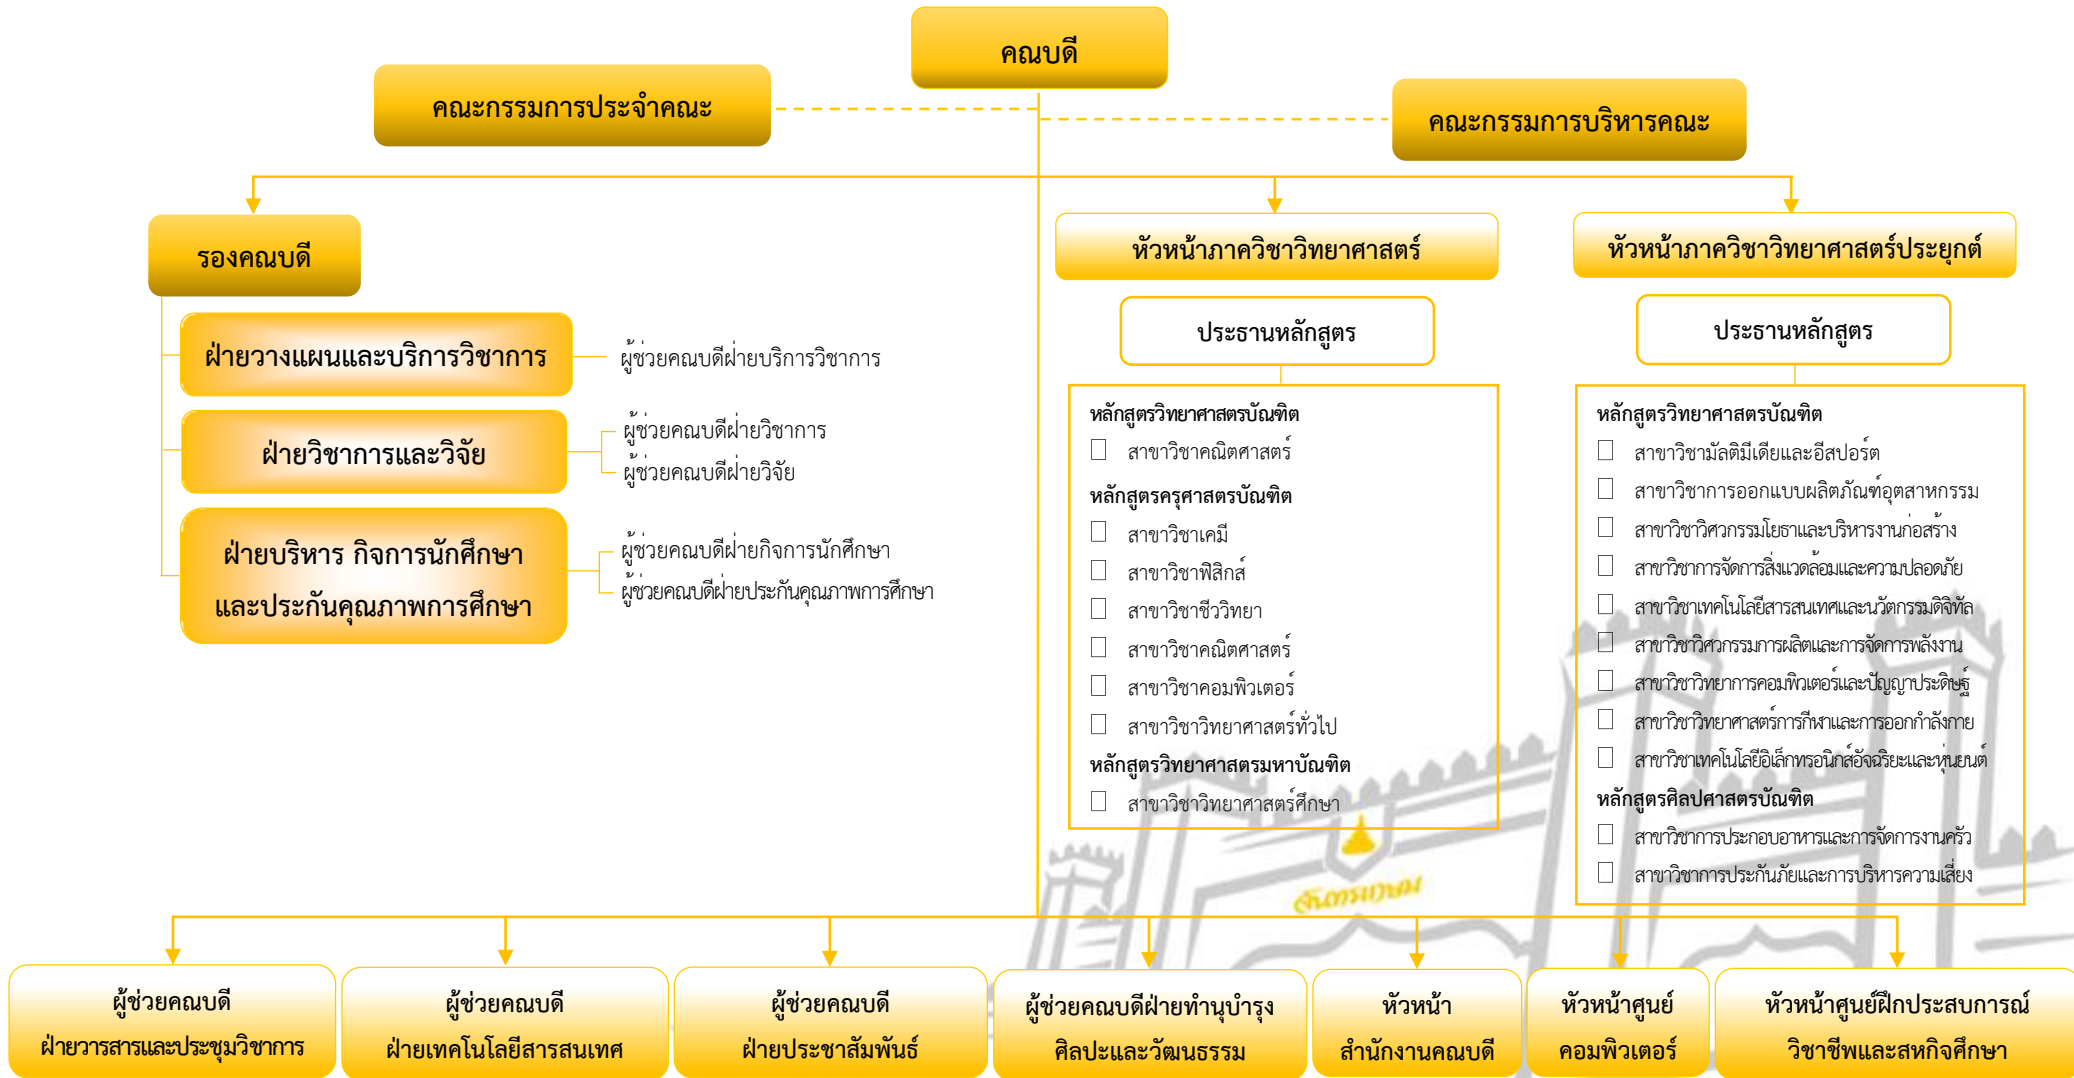 คณบดี
คณะกรรมการประจำคณะ
คณะกรรมการบริหารคณะ
รองคณบดี
ฝ่ายวางแผนและบริการวิชาการ
ผู้ช่วยคณบดีฝ่ายบริการวิชาการ
ฝ่ายวิชาการและวิจัย
ผู้ช่วยคณบดีฝ่ายวิชาการ
ผู้ช่วยคณบดีฝ่ายวิจัย
ฝ่ายบริหาร กิจการนักศึกษา
และประกันคุณภาพการศึกษา
ผู้ช่วยคณบดีฝ่ายกิจการนักศึกษา
ผู้ช่วยคณบดีฝ่ายประกันคุณภาพการศึกษา
หัวหน้าภาควิชาวิทยาศาสตร์
ประธานหลักสูตร
หลักสูตรวิทยาศาสตรบัณฑิต
สาขาวิชาคณิตศาสตร์
หลักสูตรครุศาสตรบัณฑิต
สาขาวิชาเคมี
สาขาวิชาฟิสิกส์
สาขาวิชาชีววิทยา
สาขาวิชาคณิตศาสตร์
สาขาวิชาคอมพิวเตอร์
สาขาวิชาวิทยาศาสตร์ทั่วไป
หลักสูตรวิทยาศาสตรมหาบัณฑิต
สาขาวิชาวิทยาศาสตร์ศึกษา
หัวหน้าภาควิชาวิทยาศาสตร์ประยุกต์
ประธานหลักสูตร
หลักสูตรวิทยาศาสตรบัณฑิต
สาขาวิชามัลติมีเดียและอีสปอร์ต
สาขาวิชาการออกแบบผลิตภัณฑ์อุตสาหกรรม
สาขาวิชาวิศวกรรมโยธาและบริหารงานก่อสร้าง
สาขาวิชาการจัดการสิ่งแวดล้อมและความปลอดภัย
สาขาวิชาเทคโนโลยีสารสนเทศและนวัตกรรมดิจิทัล
สาขาวิชาวิศวกรรมการผลิตและการจัดการพลังงาน
สาขาวิชาวิทยาการคอมพิวเตอร์และปัญญาประดิษฐ์
สาขาวิชาวิทยาศาสตร์การกีฬาและการออกกำลังกาย
สาขาวิชาเทคโนโลยีอิเล็กทรอนิกส์อัจฉริยะและหุ่นยนต์
หลักสูตรศิลปศาสตรบัณฑิต
สาขาวิชาการประกอบอาหารและการจัดการงานครัว
สาขาวิชาการประกันภัยและการบริหารความเสี่ยง
จันทรเกษม
ผู้ช่วยคณบดี
ฝ่ายวารสารและประชุมวิชาการ
ผู้ช่วยคณบดี
ฝ่ายเทคโนโลยีสารสนเทศ
ผู้ช่วยคณบดี
ฝ่ายประชาสัมพันธ์
ผู้ช่วยคณบดีฝ่ายทำนุบำรุง
ศิลปะและวัฒนธรรม
หัวหน้า
สำนักงานคณบดี
หัวหน้าศูนย์
คอมพิวเตอร์
หัวหน้าศูนย์ฝึกประสบการณ์
วิชาชีพและสหกิจศึกษา